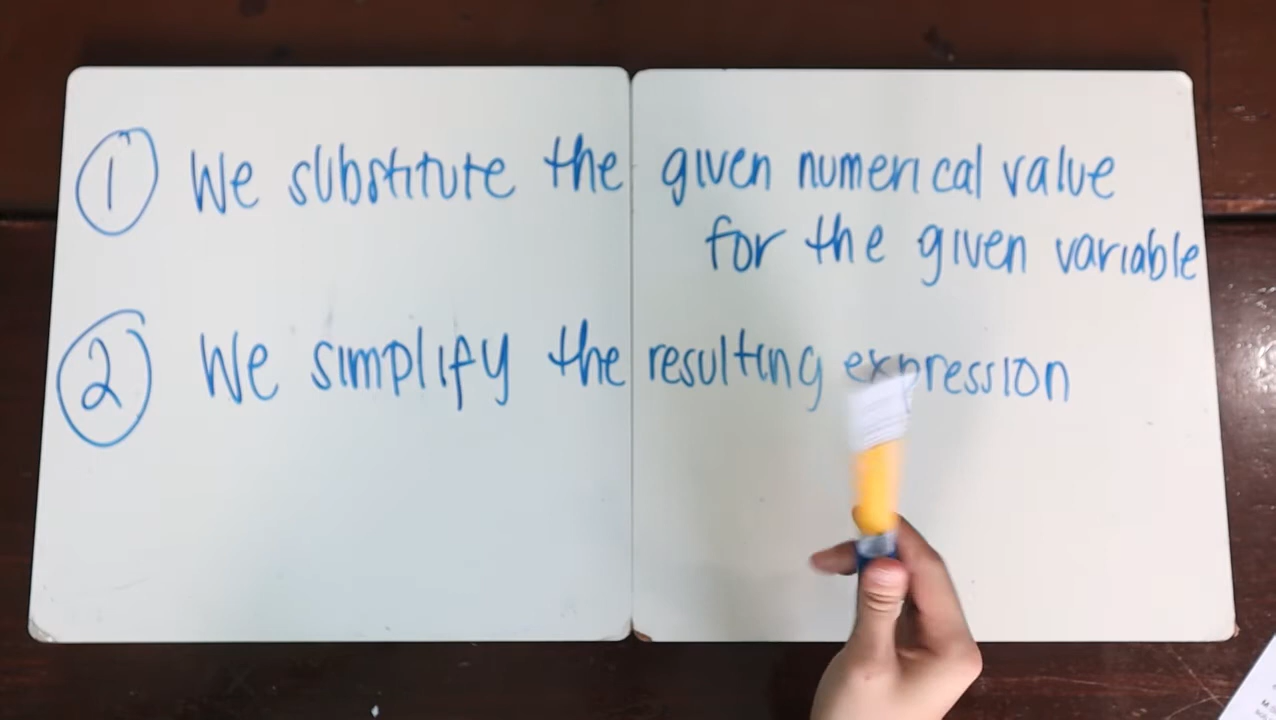 ① We substitute the given numerical value
for the given variable
② We simplify the resulting expression